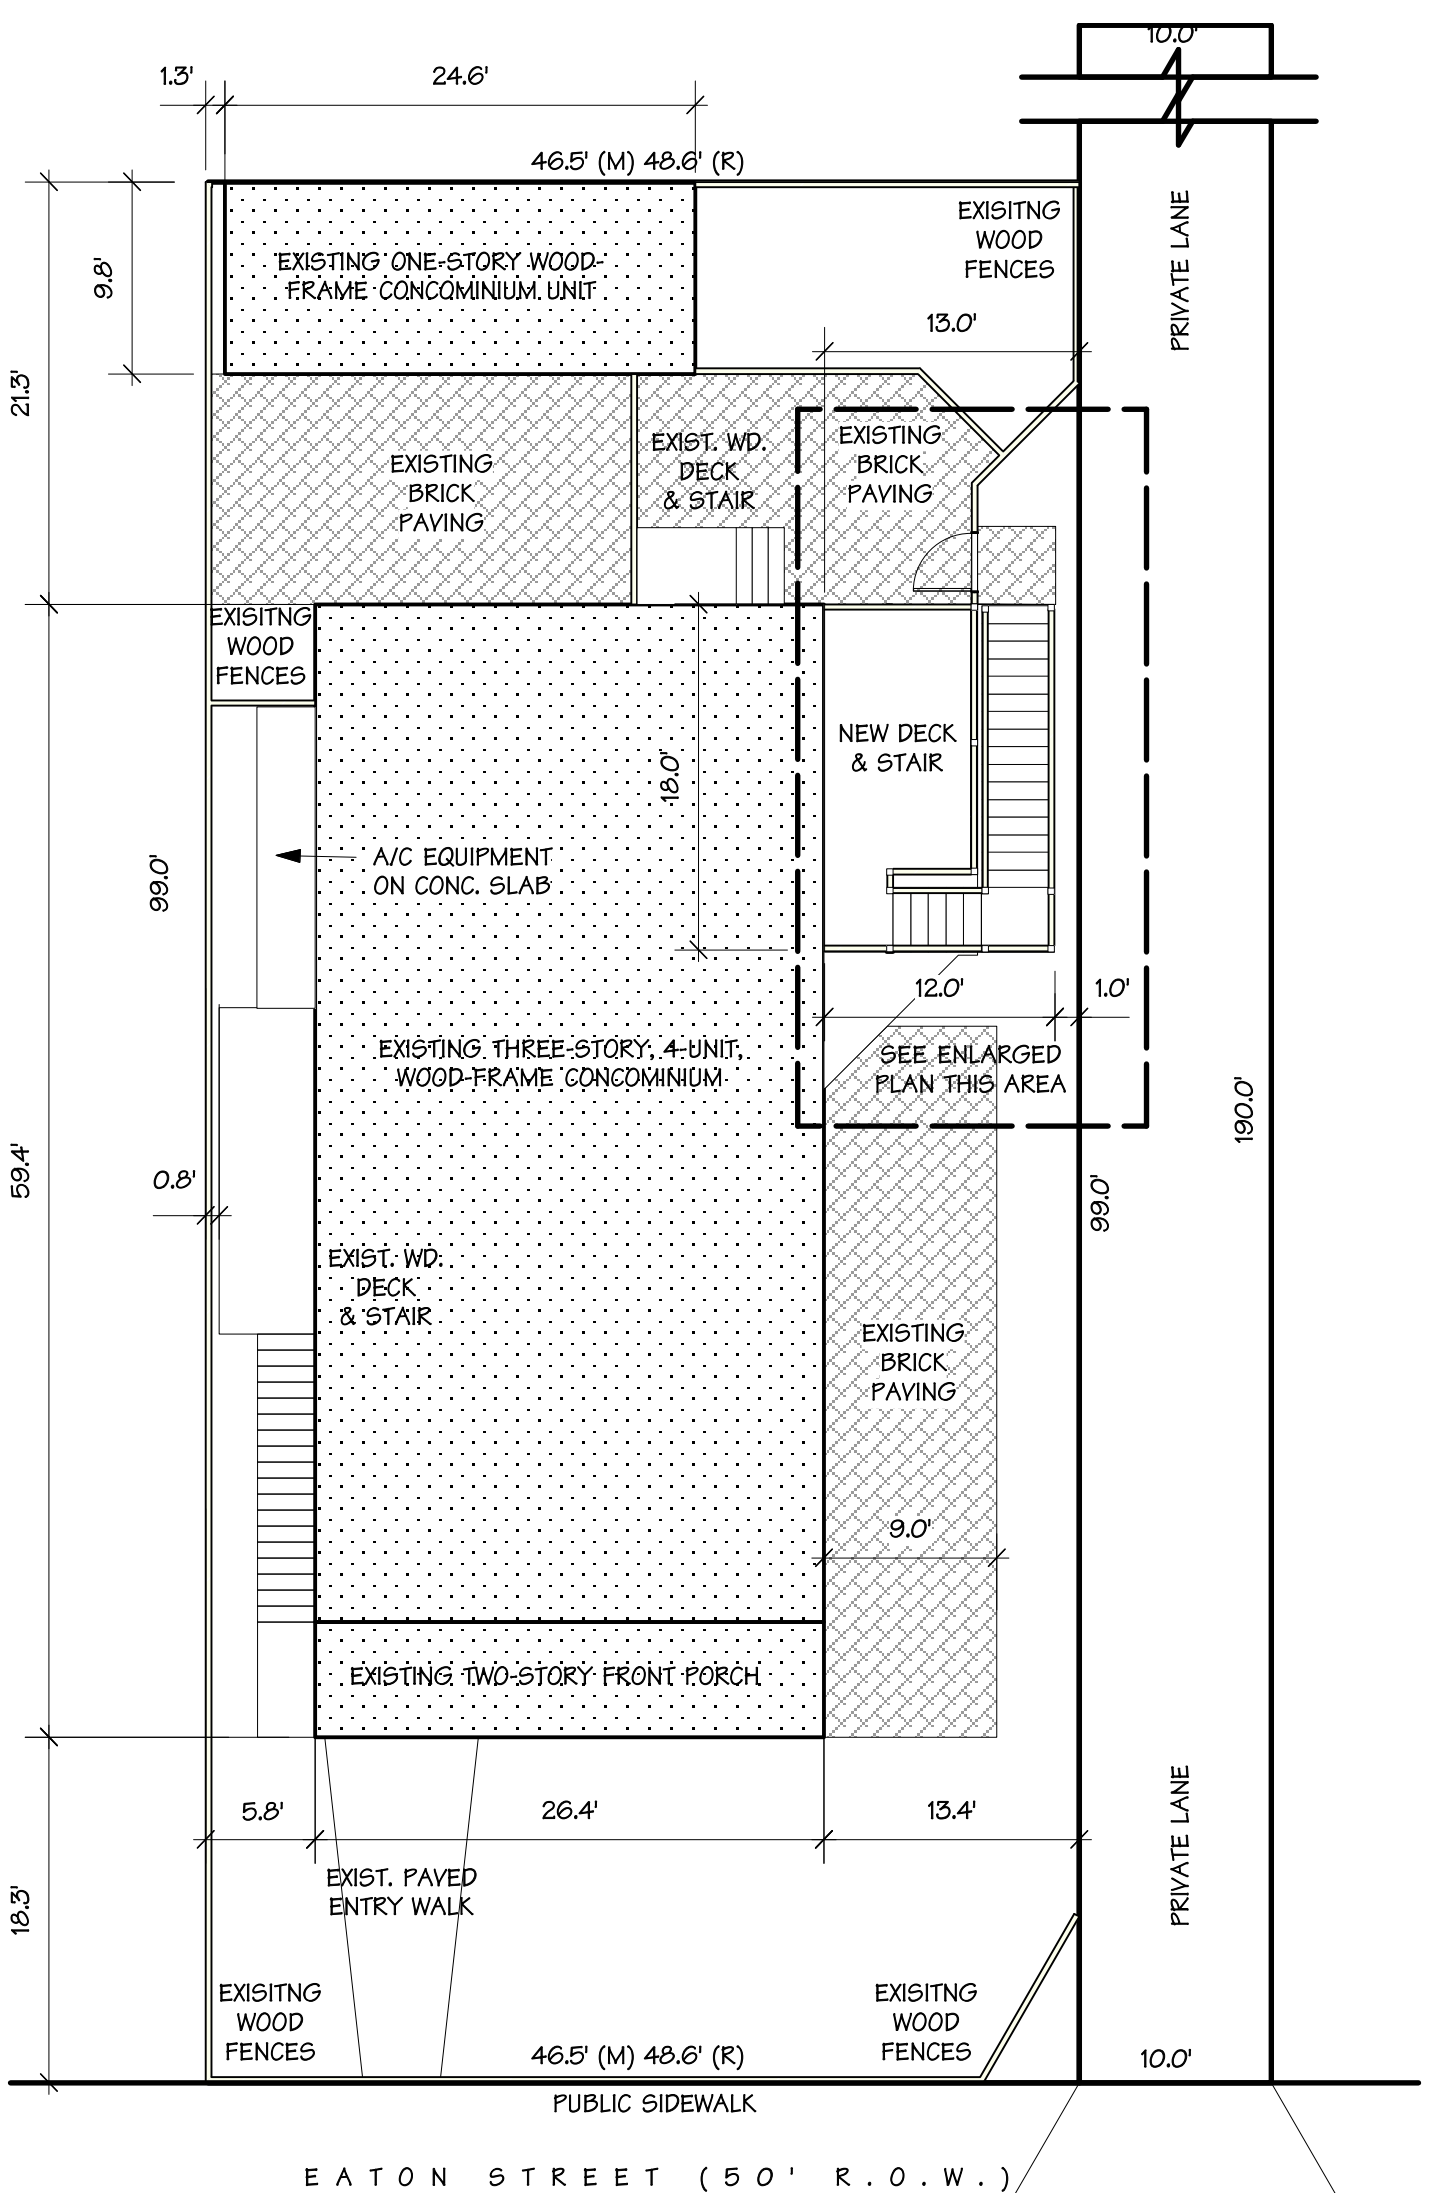 10.0'
1.3'
24.6'
46.5' (M) 48.6' (R)
PRIVATE LANE
EXISITNG
WOOD
FENCES
9.8'
EXISTING ONE-STORY WOOD-
FRAME CONCOMINIUM UNIT
13.0'
21.3'
EXISTING
BRICK
PAVING
EXIST. WD.
DECK
& STAIR
EXISTING
BRICK
PAVING
EXISITNG
WOOD
FENCES
NEW DECK
& STAIR
18.0'
99.0'
A/C EQUIPMENT
ON CONC. SLAB
12.0'
1.0'
EXISTING THREE-STORY, 4-UNIT,
WOOD-FRAME CONCOMINIUM
SEE ENLARGED
PLAN THIS AREA
190.0'
59.4'
0.8'
99.0'
EXIST. WD.
DECK
& STAIR
EXISTING
BRICK
PAVING
9.0'
EXISTING TWO-STORY FRONT PORCH
5.8'
26.4'
13.4'
PRIVATE LANE
EXIST. PAVED
ENTRY WALK
18.3'
EXISITNG
WOOD
FENCES
EXISITNG
WOOD
FENCES
46.5' (M) 48.6' (R)
10.0'
PUBLIC SIDEWALK
EATON STREET (50' R.O.W.)